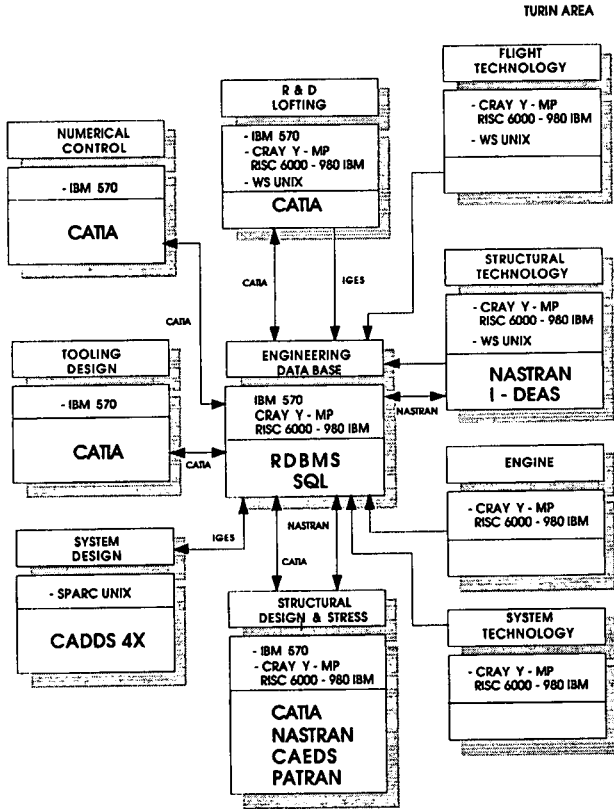 TURIN AREA
FLIGHT
TECHNOLOGY
- CRAY Y - MP
RISC 6000 - 980 IBM
- WS UNIX
R & D
LOFTING
- IBM 570
- CRAY Y - MP
RISC 6000 - 980 IBM
- WS UNIX
CATIA
NUMERICAL
CONTROL
- IBM 570
CATIA
CATIA
IGES
CATIA
STRUCTURAL
TECHNOLOGY
- CRAY Y - MP
RISC 6000 - 980 IBM
- WS UNIX
NASTRAN
I - DEAS
TOOLING
DESIGN
- IBM 570
CATIA
CATIA
ENGINEERING
DATA BASE
IBM 570
CRAY Y - MP
RISC 6000 - 980 IBM
RDBMS
SQL
NASTRAN
ENGINE
- CRAY Y - MP
RISC 6000 - 980 IBM
SYSTEM
DESIGN
- SPARC UNIX
CADDS 4X
IGES
NASTRAN
CATIA
STRUCTURAL
DESIGN & STRESS
- IBM 570
- CRAY Y - MP
RISC 6000 - 980 IBM
CATIA
NASTRAN
CAEDS
PATRAN
SYSTEM
TECHNOLOGY
- CRAY Y - MP
RISC 6000 - 980 IBM